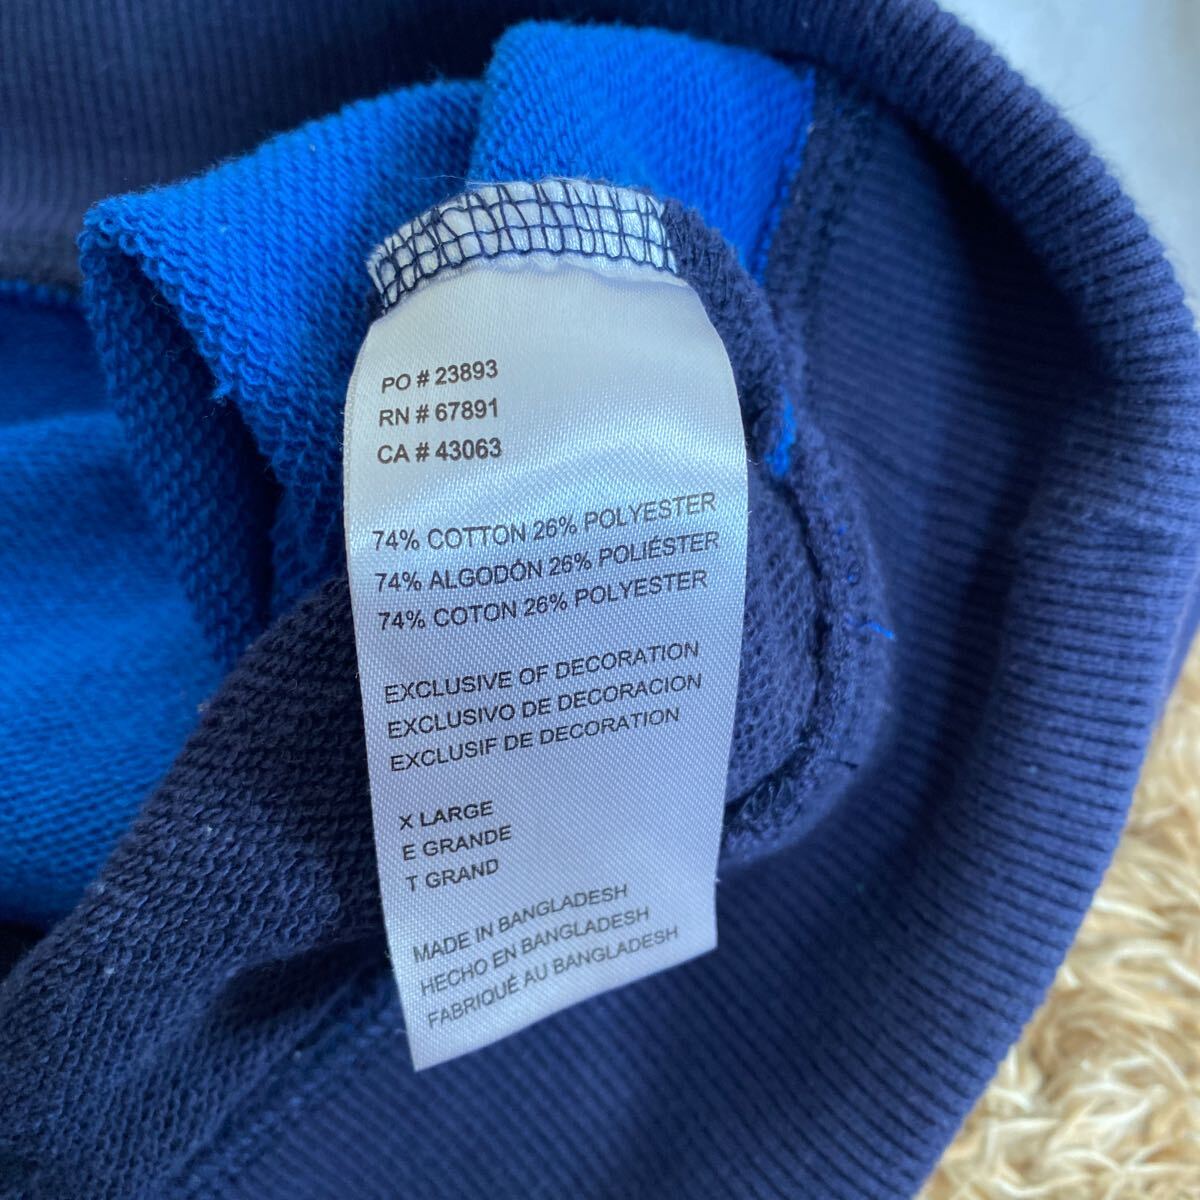 PO # 23893
RN # 67891
CA # 43063
74% COTTON 26% POLYESTER
74% ALGODÓN 26% POLIÉSTER
74% COTON 26% POLYESTER
EXCLUSIVE OF DECORATION
EXCLUSIVO DE DECORACION
EXCLUSIF DE DECORATION
X LARGE
E GRANDE
T GRAND
MADE IN BANGLADESH
HECHO EN BANGLADESH
FABRIQUÉ AU BANGLADESH